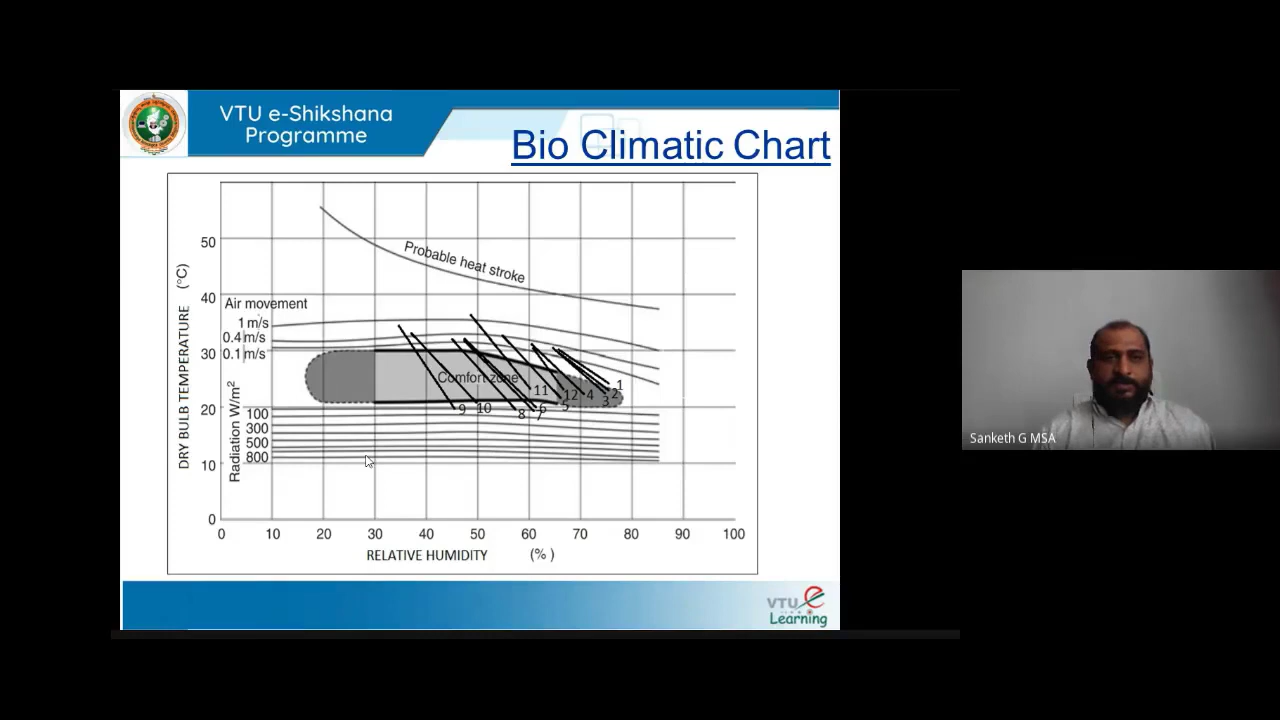 VTU e-Shikshana
Programme
Bio Climatic Chart
Probable heat stroke
Air movement
1 m/s
0.4 m/s
0.1 m/s
Comfort zone
DRY BULB TEMPERATURE (°C)
Radiation W/m²
50
40
30
20
10
0
100
300
500
800
1
2
3
4
5
6
7
8
9
10
11
12
0 10 20 30 40 50 60 70 80 90 100
RELATIVE HUMIDITY (% )
VTU e
Learning
Sanketh G MSA